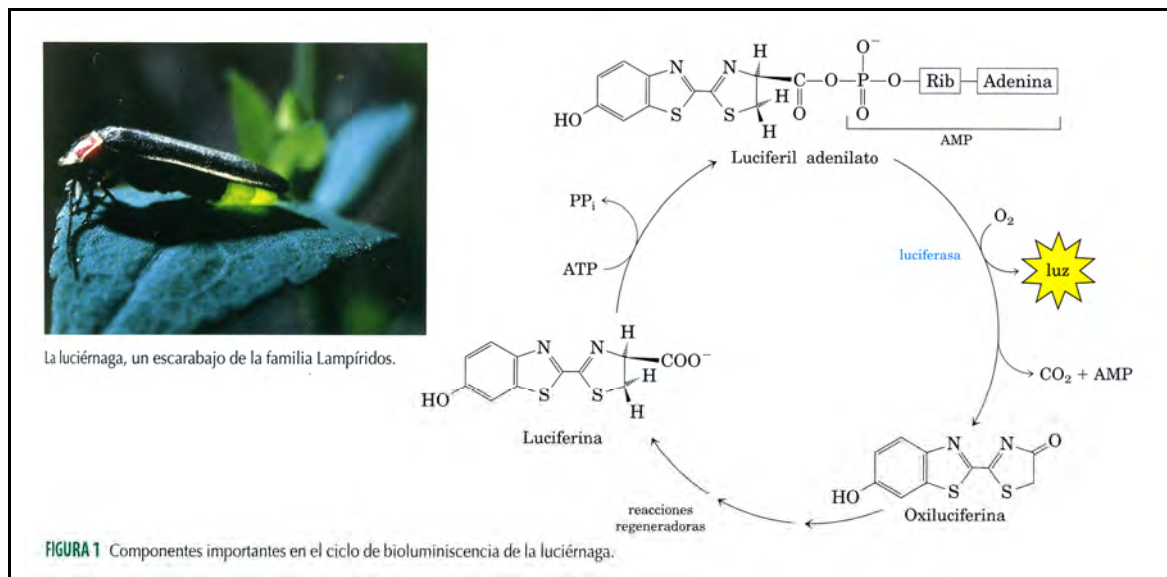 La luciérnaga, un escarabajo de la familia Lampíridos.
H
O⁻
N
N
C
O
P
O
Rib
Adenina
H
HO
S
S
H
O
O
AMP
Luciferil adenilato
PPi
O₂
luciferasa
luz
ATP
H
N
N
COO⁻
H
CO₂ + AMP
HO
S
S
H
Luciferina
N
N
O
HO
S
S
Oxiluciferina
reacciones
regeneradoras
FIGURA 1 Componentes importantes en el ciclo de bioluminiscencia de la luciérnaga.